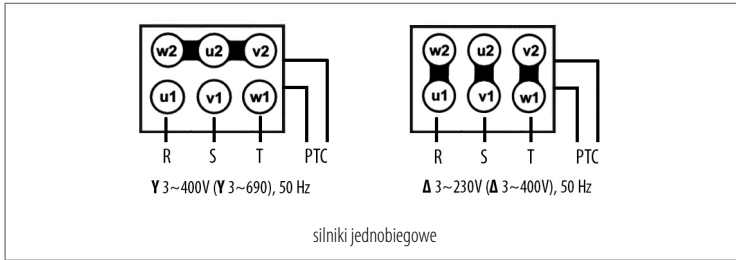 w2 u2 v2
u1 v1 w1
R S T PTC
Y 3~400V (Y 3~690), 50 Hz
w2 u2 v2
u1 v1 w1
R S T PTC
Δ 3~230V (Δ 3~400V), 50 Hz
silniki jednobiegowe